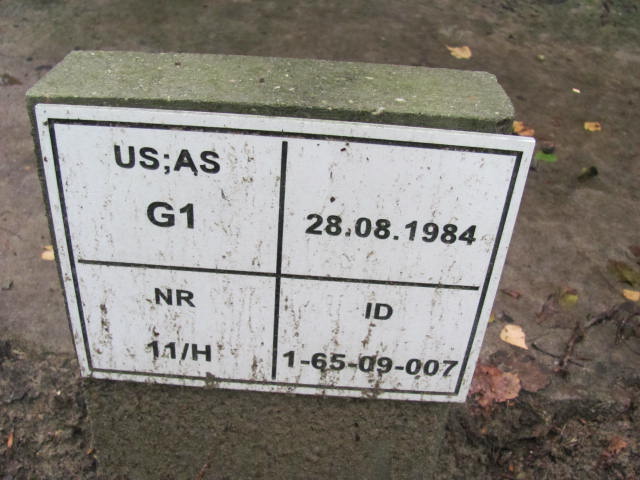 US;AS
G1
28.08.1984
NR
11/H
ID
1-65-09-007